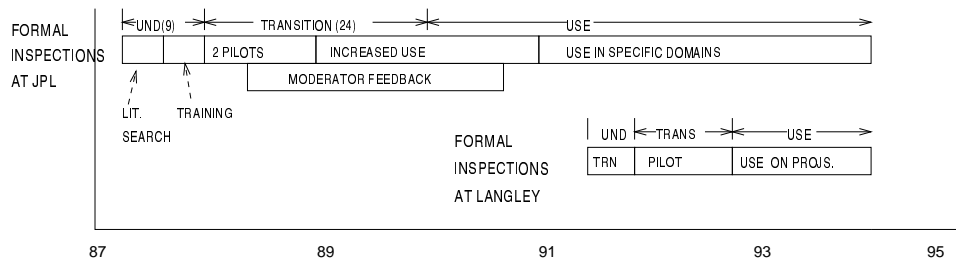 FORMAL
INSPECTIONS
AT JPL
UND(9) TRANSITION (24) USE
2 PILOTS INCREASED USE USE IN SPECIFIC DOMAINS
MODERATOR FEEDBACK
LIT.
SEARCH
TRAINING
FORMAL
INSPECTIONS
AT LANGLEY
UND TRANS USE
TRN PILOT USE ON PROJS.
87 89 91 93 95